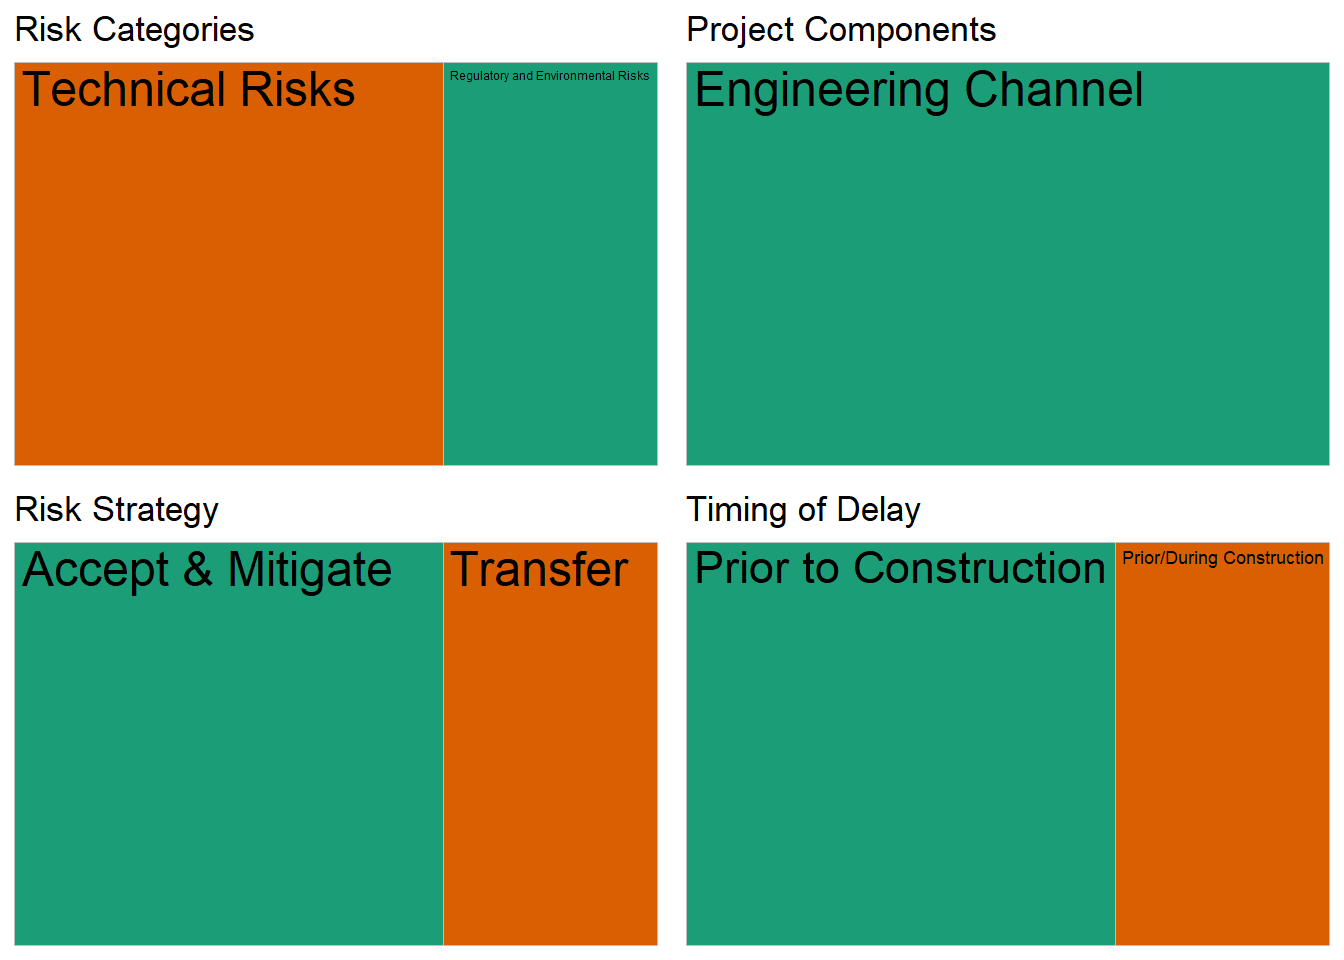 Risk Categories
Technical Risks
Regulatory and Environmental Risks
Project Components
Engineering Channel
Risk Strategy
Accept & Mitigate
Transfer
Timing of Delay
Prior to Construction
Prior/During Construction